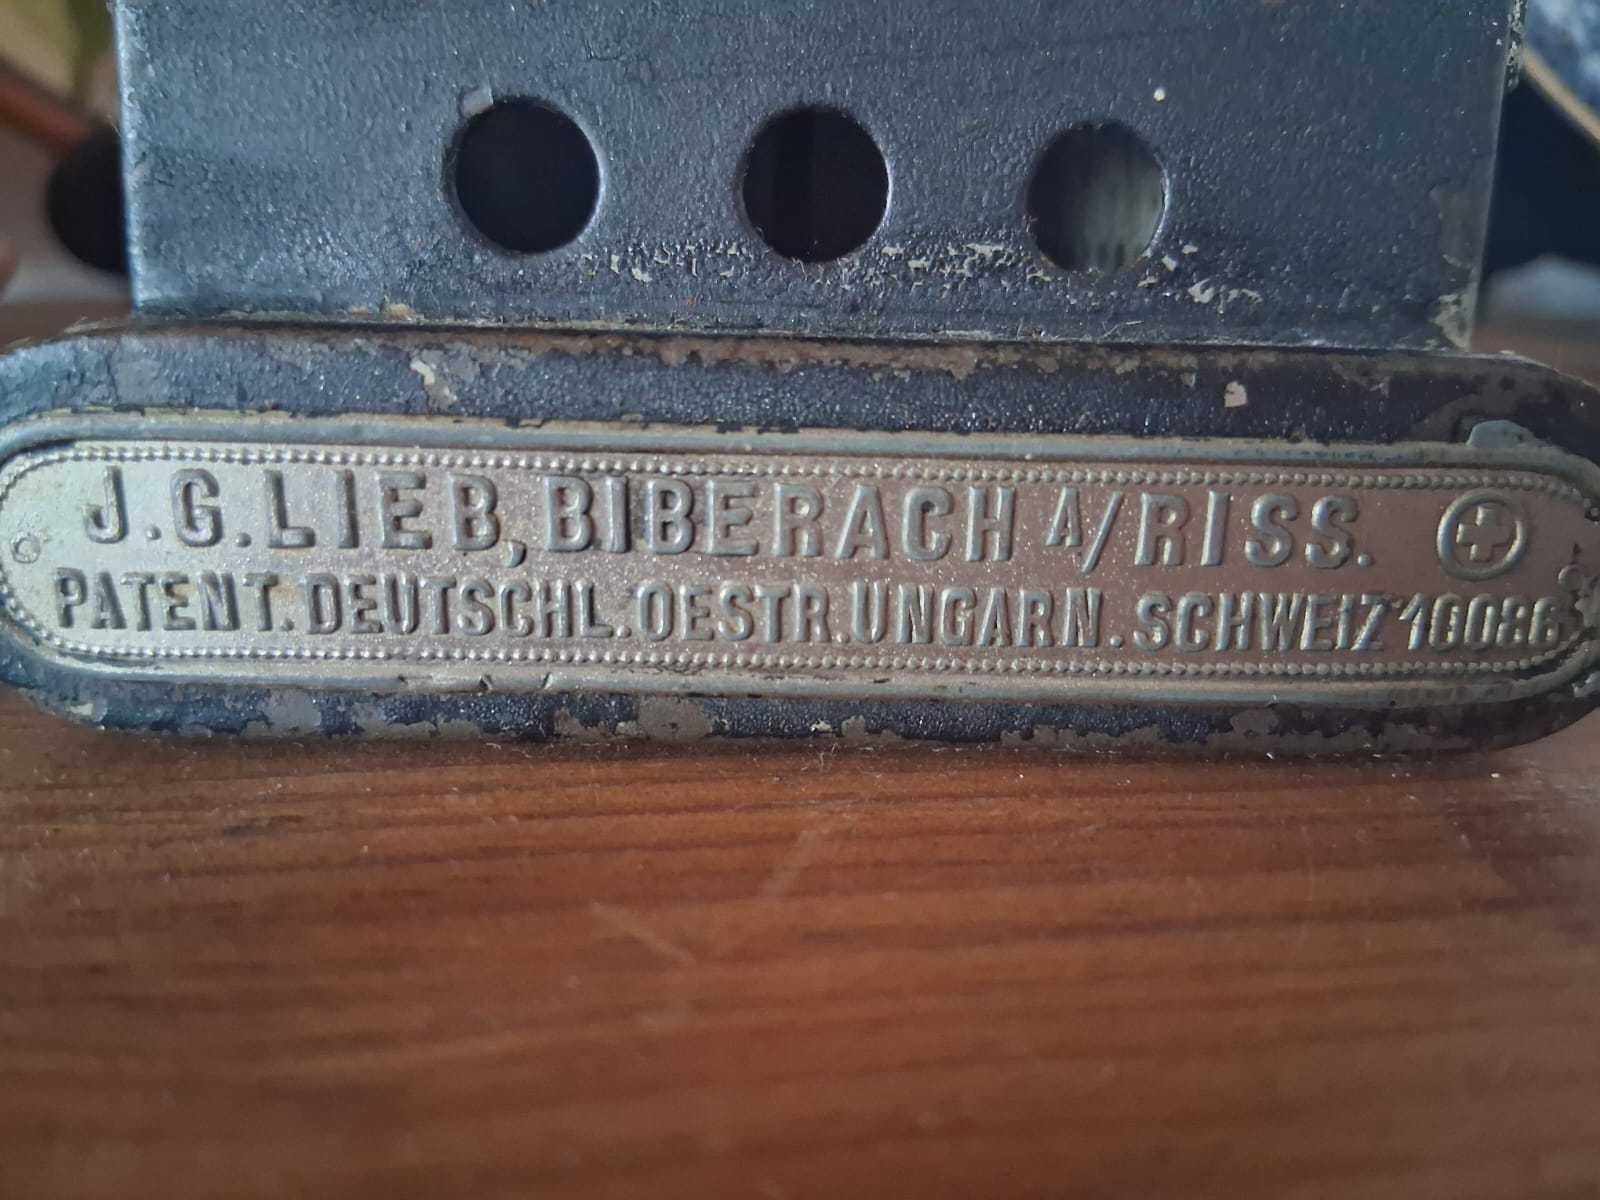 J.G.LIEB, BIBERACH A/RISS.
PATENT. DEUTSCHL. OESTR. UNGARN. SCHWEIZ 10086